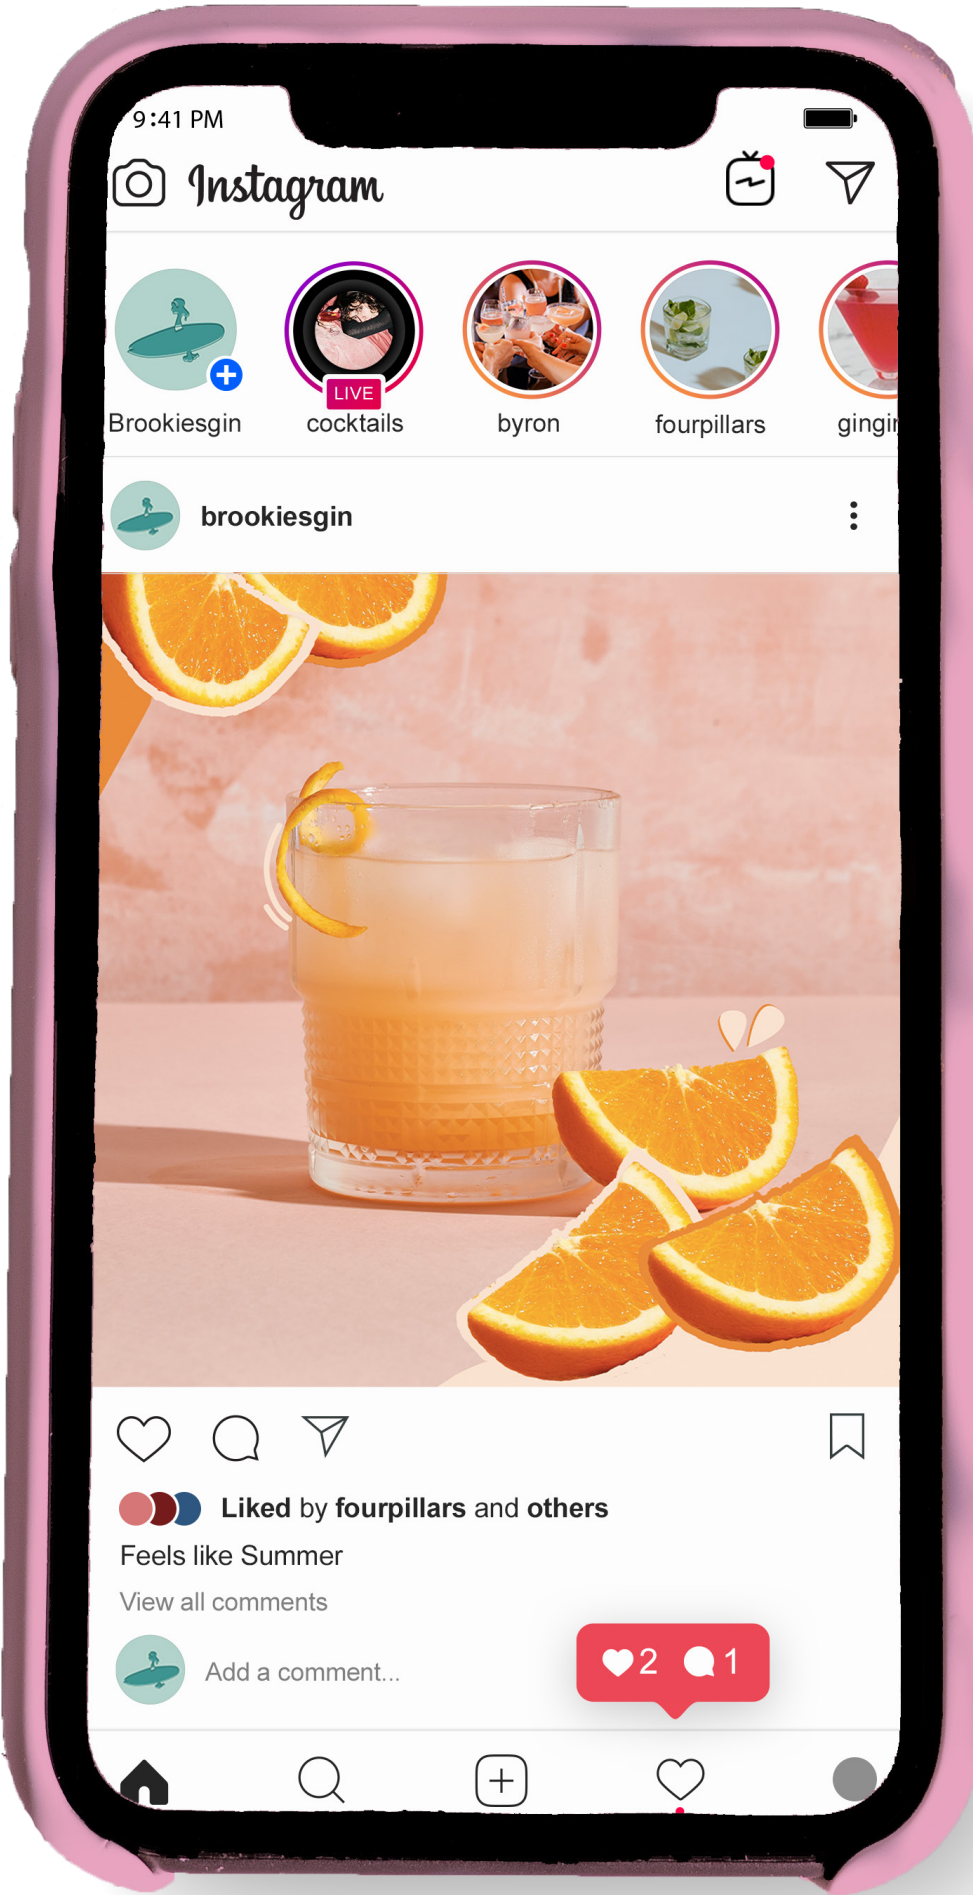 9:41 PM
Instagram
LIVE
Brookiesgin cocktails byron fourpillars
brookiesgin
Liked by fourpillars and others
Feels like Summer
View all comments
Add a comment...
2 1